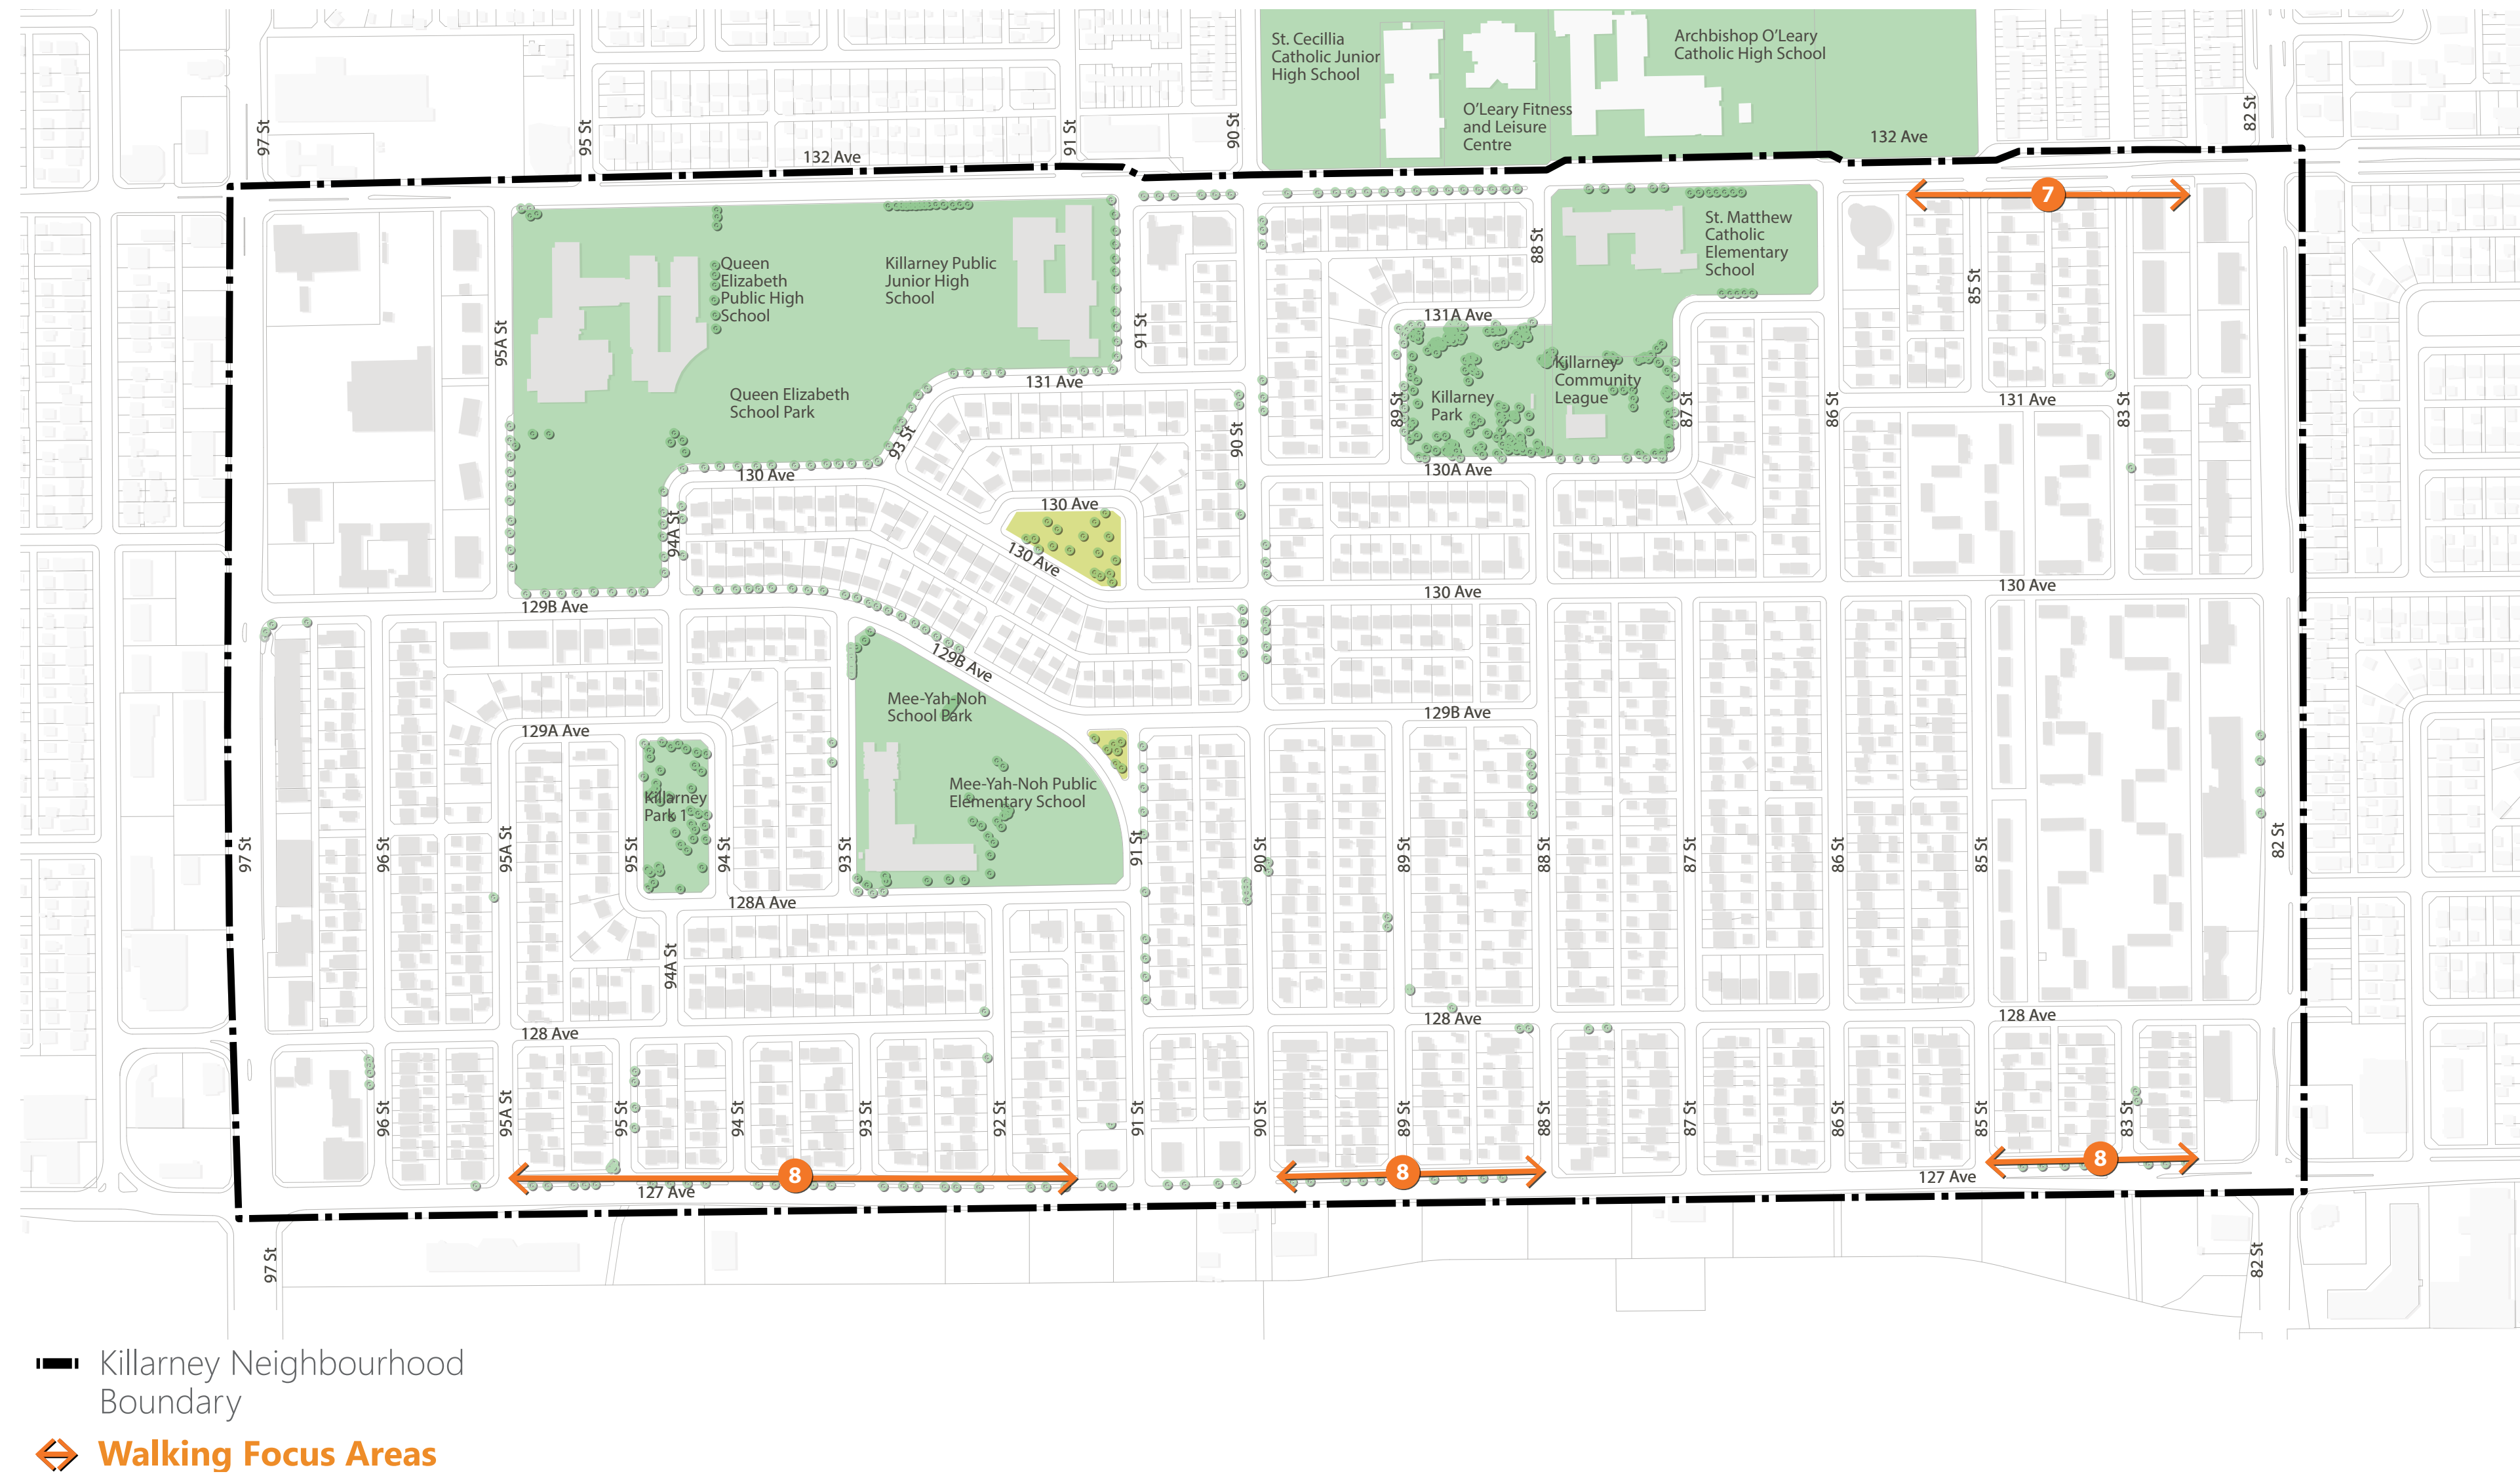 St. Cecillia
Catholic Junior
High School
O'Leary Fitness
and Leisure
Centre
Archbishop O'Leary
Catholic High School
97 St
95 St
91 St
90 St
82 St
132 Ave
132 Ave
7
Queen
Elizabeth
Public High
School
Killarney Public
Junior High
School
St. Matthew
Catholic
Elementary
School
95A St
91 St
88 St
85 St
131A Ave
Queen Elizabeth
School Park
131 Ave
93 St
90 St
89 St
Killarney
Park
Killarney
Community
League
87 St
86 St
131 Ave
83 St
130 Ave
130A Ave
94A St
130 Ave
130 Ave
129B Ave
130 Ave
130 Ave
129B Ave
Mee-Yah-Noh
School Park
129B Ave
129A Ave
Killarney
Park 1
Mee-Yah-Noh Public
Elementary School
97 St
96 St
95A St
95 St
94 St
93 St
91 St
90 St
89 St
88 St
87 St
86 St
85 St
82 St
128A Ave
94A St
128 Ave
128 Ave
128 Ave
96 St
95A St
95 St
94 St
93 St
92 St
91 St
90 St
89 St
88 St
87 St
86 St
85 St
83 St
8
8
8
127 Ave
127 Ave
97 St
82 St
Killarney Neighbourhood
Boundary
Walking Focus Areas